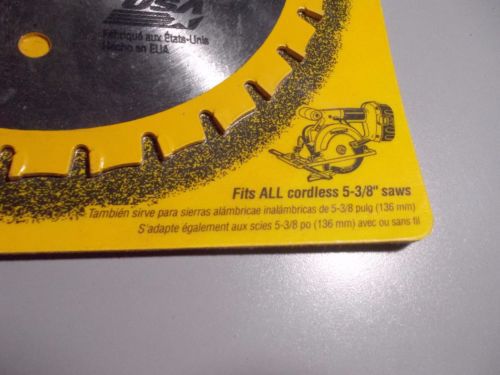 USA
Fabriqué aux États-Unis
Hecho en EUA
Fits ALL cordless 5-3/8" saws
También sirve para sierras alámbricae inalámbricas de 5-3/8 pulg (136 mm)
S'adapte également aux scies 5-3/8 po (136 mm) avec ou sans fil